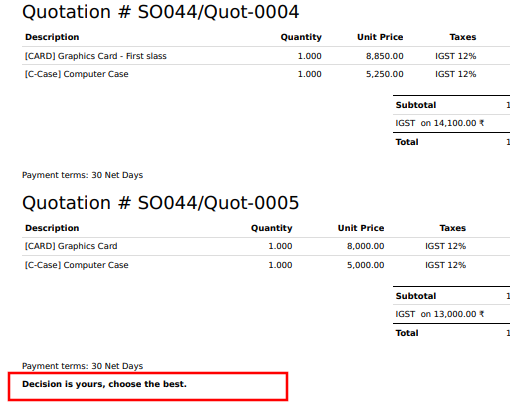 Quotation # SO044/Quot-0004
Description Quantity Unit Price Taxes
[CARD] Graphics Card - First slass 1.000 8,850.00 IGST 12%
[C-Case] Computer Case 1.000 5,250.00 IGST 12%
Subtotal 1
IGST on 14,100.00 ₹
Total 1
Payment terms: 30 Net Days
Quotation # SO044/Quot-0005
Description Quantity Unit Price Taxes
[CARD] Graphics Card 1.000 8,000.00 IGST 12%
[C-Case] Computer Case 1.000 5,000.00 IGST 12%
Subtotal 1
IGST on 13,000.00 ₹
Total 1
Payment terms: 30 Net Days
Decision is yours, choose the best.